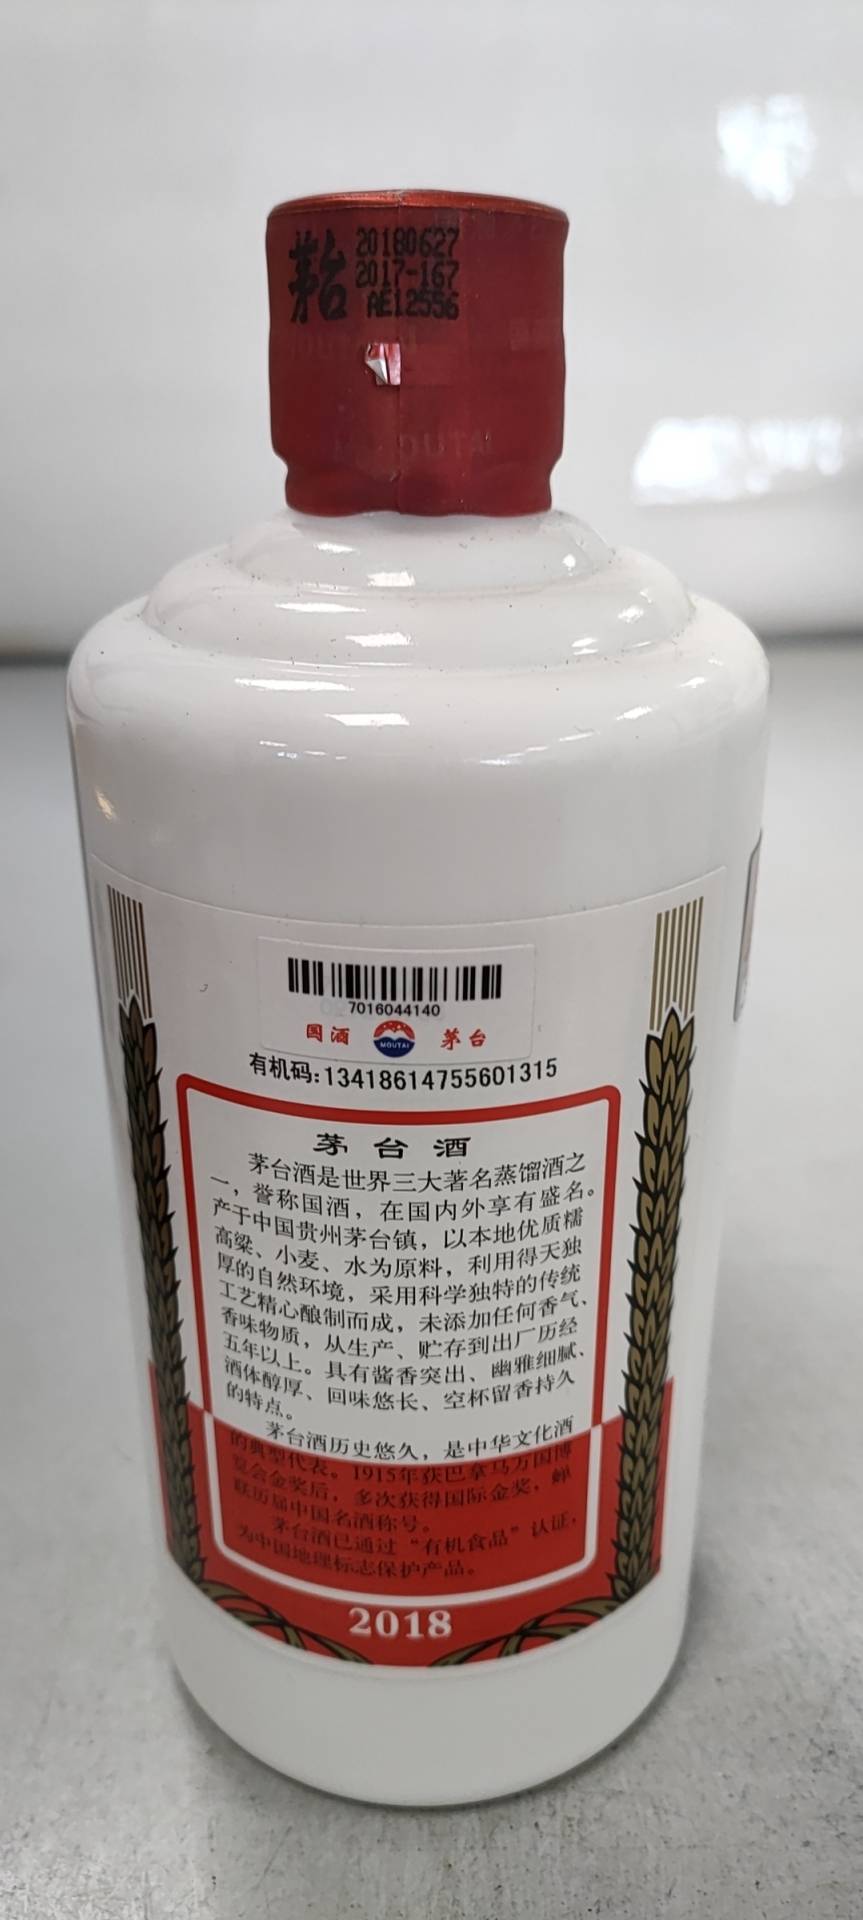 茅台
20180627
2017-167
AE12556
MOUTAI
7016044140
国酒
MOUTAI
茅台
有机码:13418614755601315
茅台酒
茅台酒是世界三大著名蒸馏酒之
一，誉称国酒，在国内外享有盛名。
产于中国贵州茅台镇，以本地优质糯
高粱、小麦、水为原料，利用得天独
厚的自然环境，采用科学独特的传统
工艺精心酿制而成，未添加任何香气、
香味物质，从生产、贮存到出厂历经
五年以上。具有酱香突出、幽雅细腻、
酒体醇厚、回味悠长、空杯留香持久
的特点。
茅台酒历史悠久，是中华文化酒
的典型代表。1915年获巴拿马万国博
览会金奖后，多次获得国际金奖，蝉
联历届中国名酒称号。
茅台酒已通过“有机食品”认证，
为中国地理标志保护产品。
2018